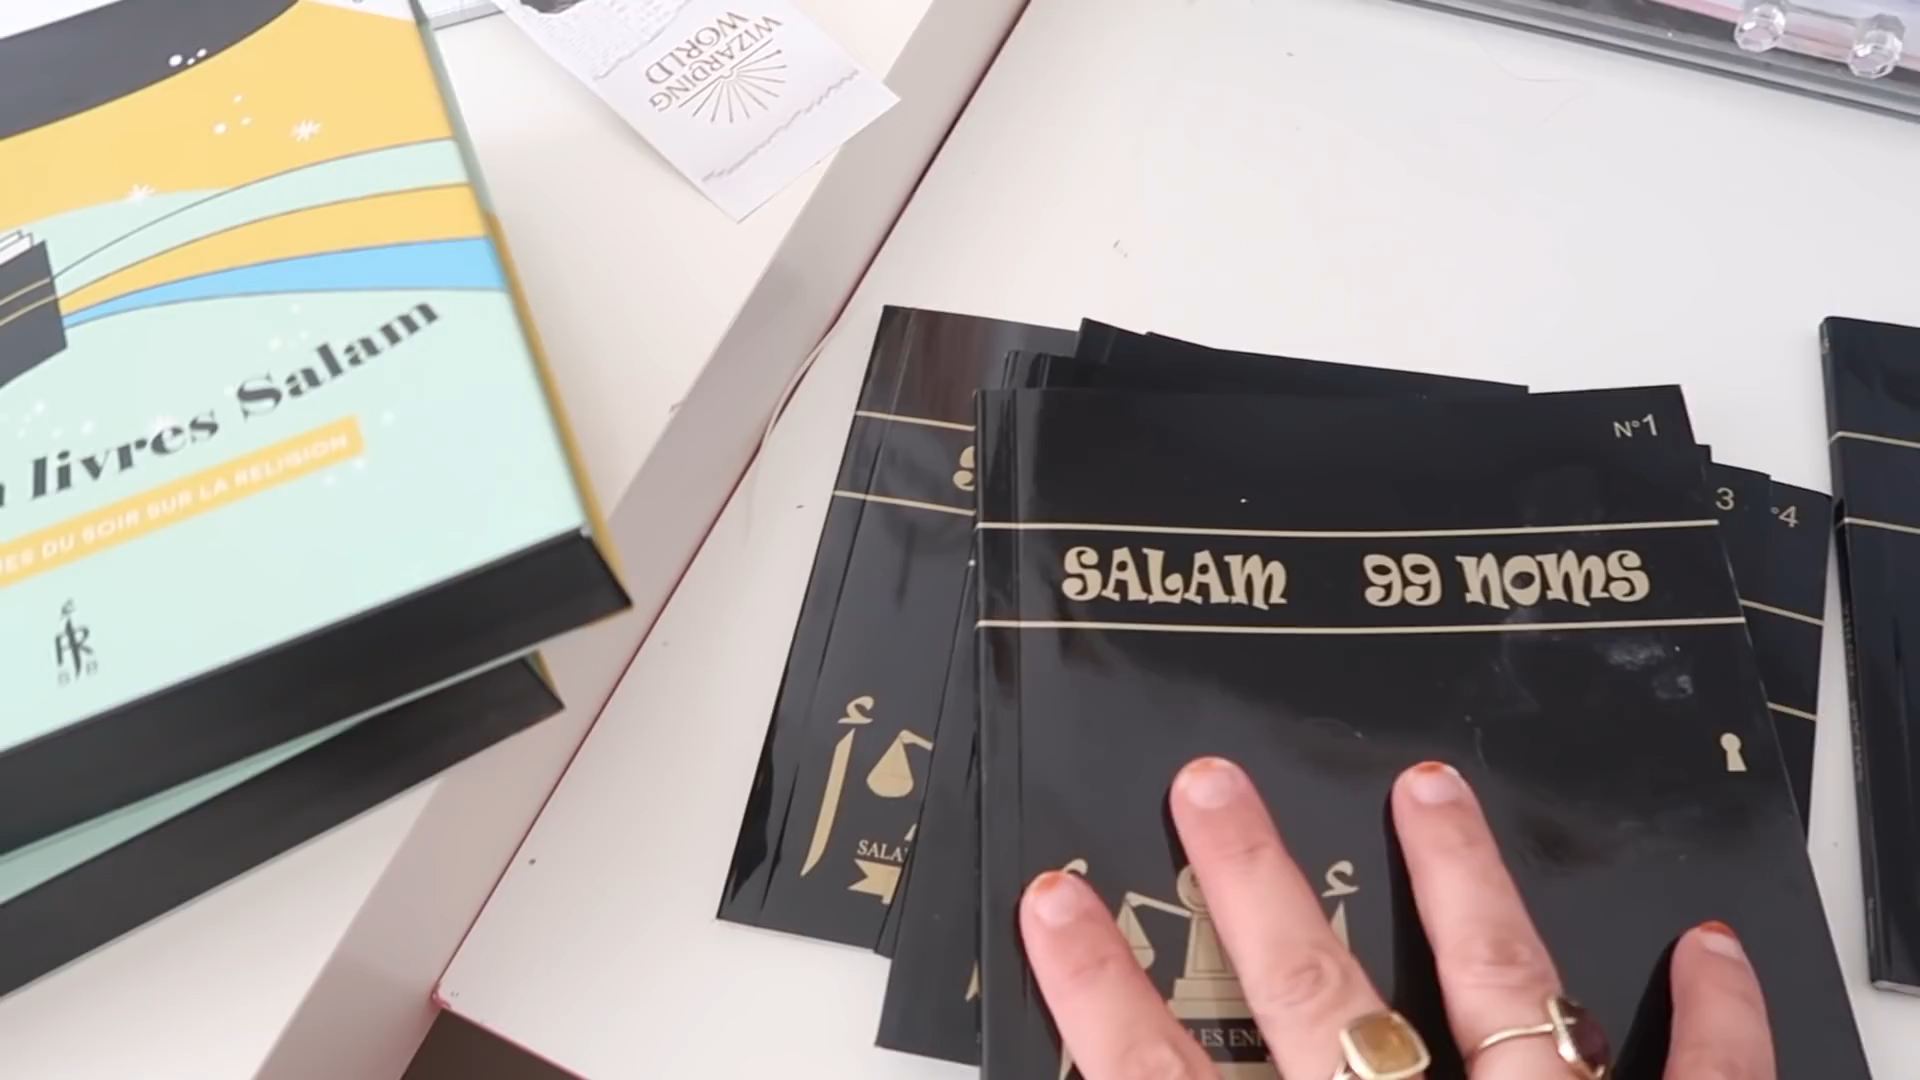 WIZARDING
WORLD
livres Salam
DU SOIR SUR LA RELIGION
N°1
SALAM 99 NOMS
3
°4